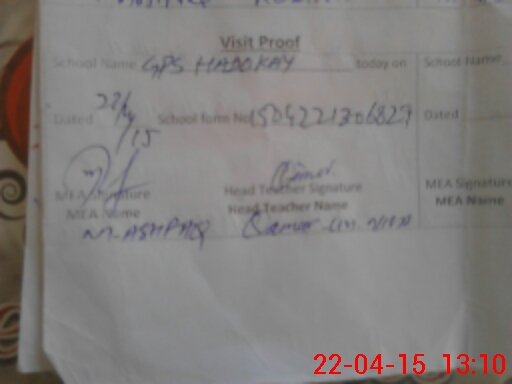 Visit Proof
School Name GPS HADOKAY today on School Name
Dated 22/4/15 School form No 1504221306827 Dated
MEA Signature Head Teacher Signature MEA Signature
MEA Name Head Teacher Name MEA Name
M. ASHFAQ Qamar
22-04-15 13:10